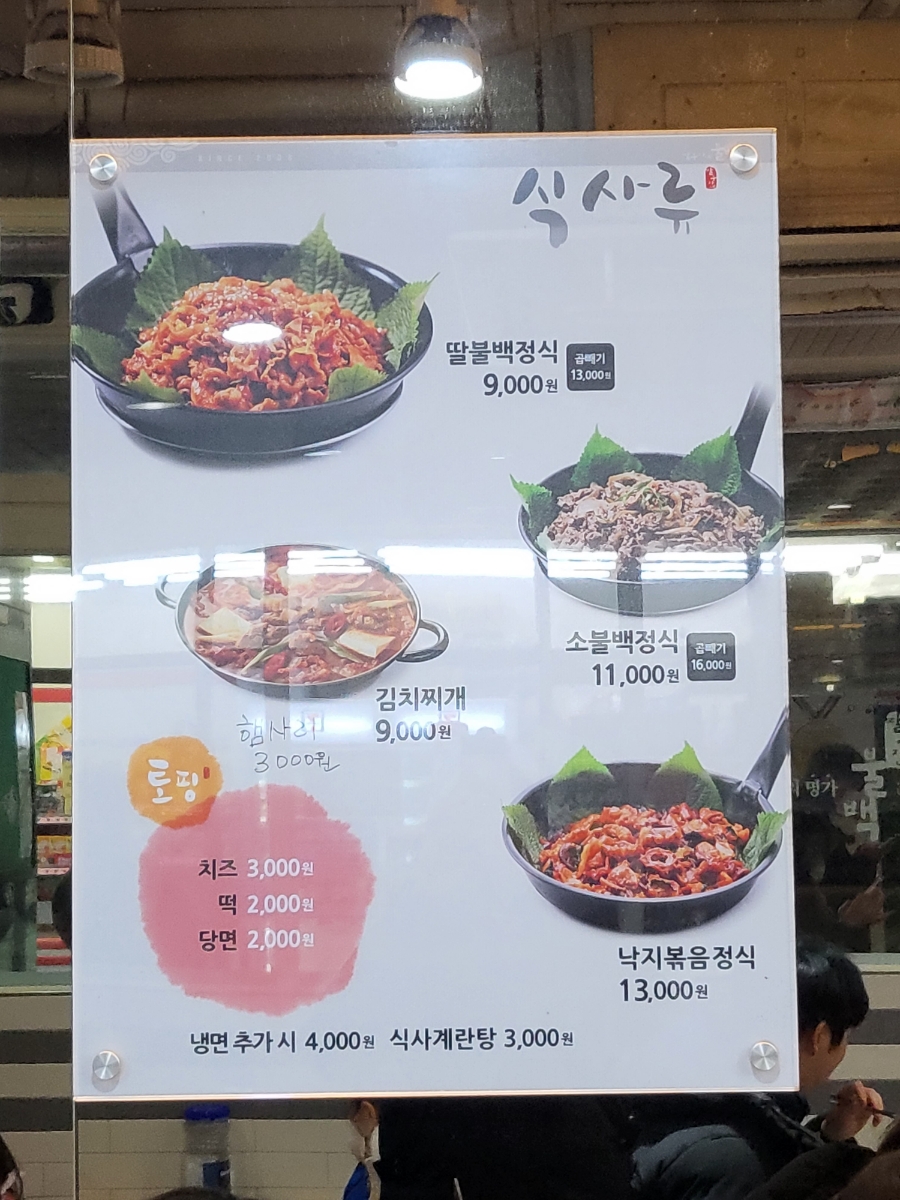 식사류
딸불백정식
9,000원
곱빼기
13,000원
소불백정식
11,000원
곱빼기
16,000원
김치찌개
9,000원
햄사리
3000원
토핑
치즈 3,000원
떡 2,000원
당면 2,000원
낙지볶음정식
13,000원
냉면 추가 시 4,000원 식사계란탕 3,000원
명가
불백